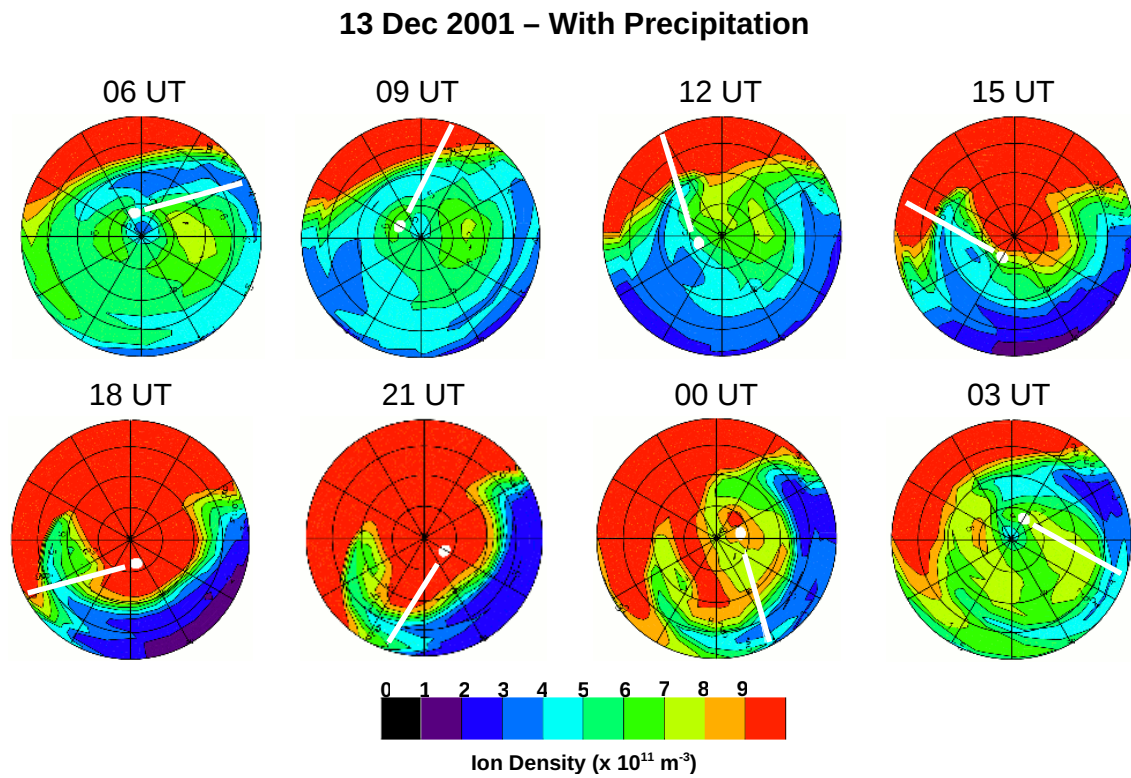 13 Dec 2001 – With Precipitation
06 UT 09 UT 12 UT 15 UT
18 UT 21 UT 00 UT 03 UT
0 1 2 3 4 5 6 7 8 9
Ion Density (x 10¹¹ m⁻³)